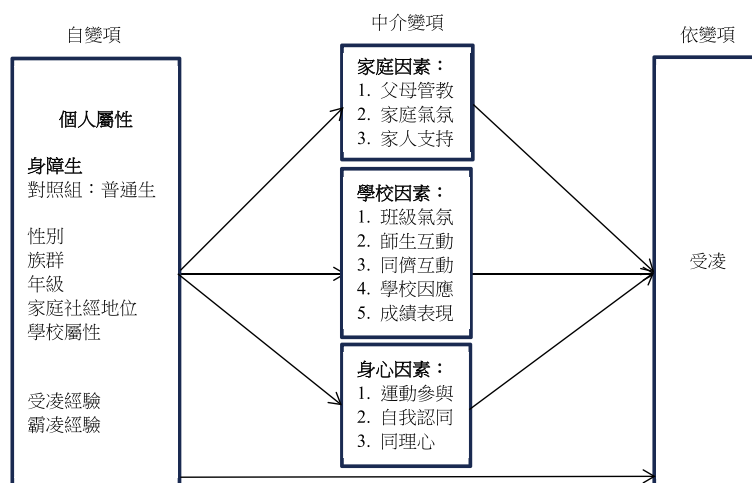 自變項
中介變項
依變項
個人屬性
身障生
對照組：普通生
性別
族群
年級
家庭社經地位
學校屬性
受凌經驗
霸凌經驗
家庭因素：
1. 父母管教
2. 家庭氣氛
3. 家人支持
學校因素：
1. 班級氣氛
2. 師生互動
3. 同儕互動
4. 學校因應
5. 成績表現
身心因素：
1. 運動參與
2. 自我認同
3. 同理心
受凌